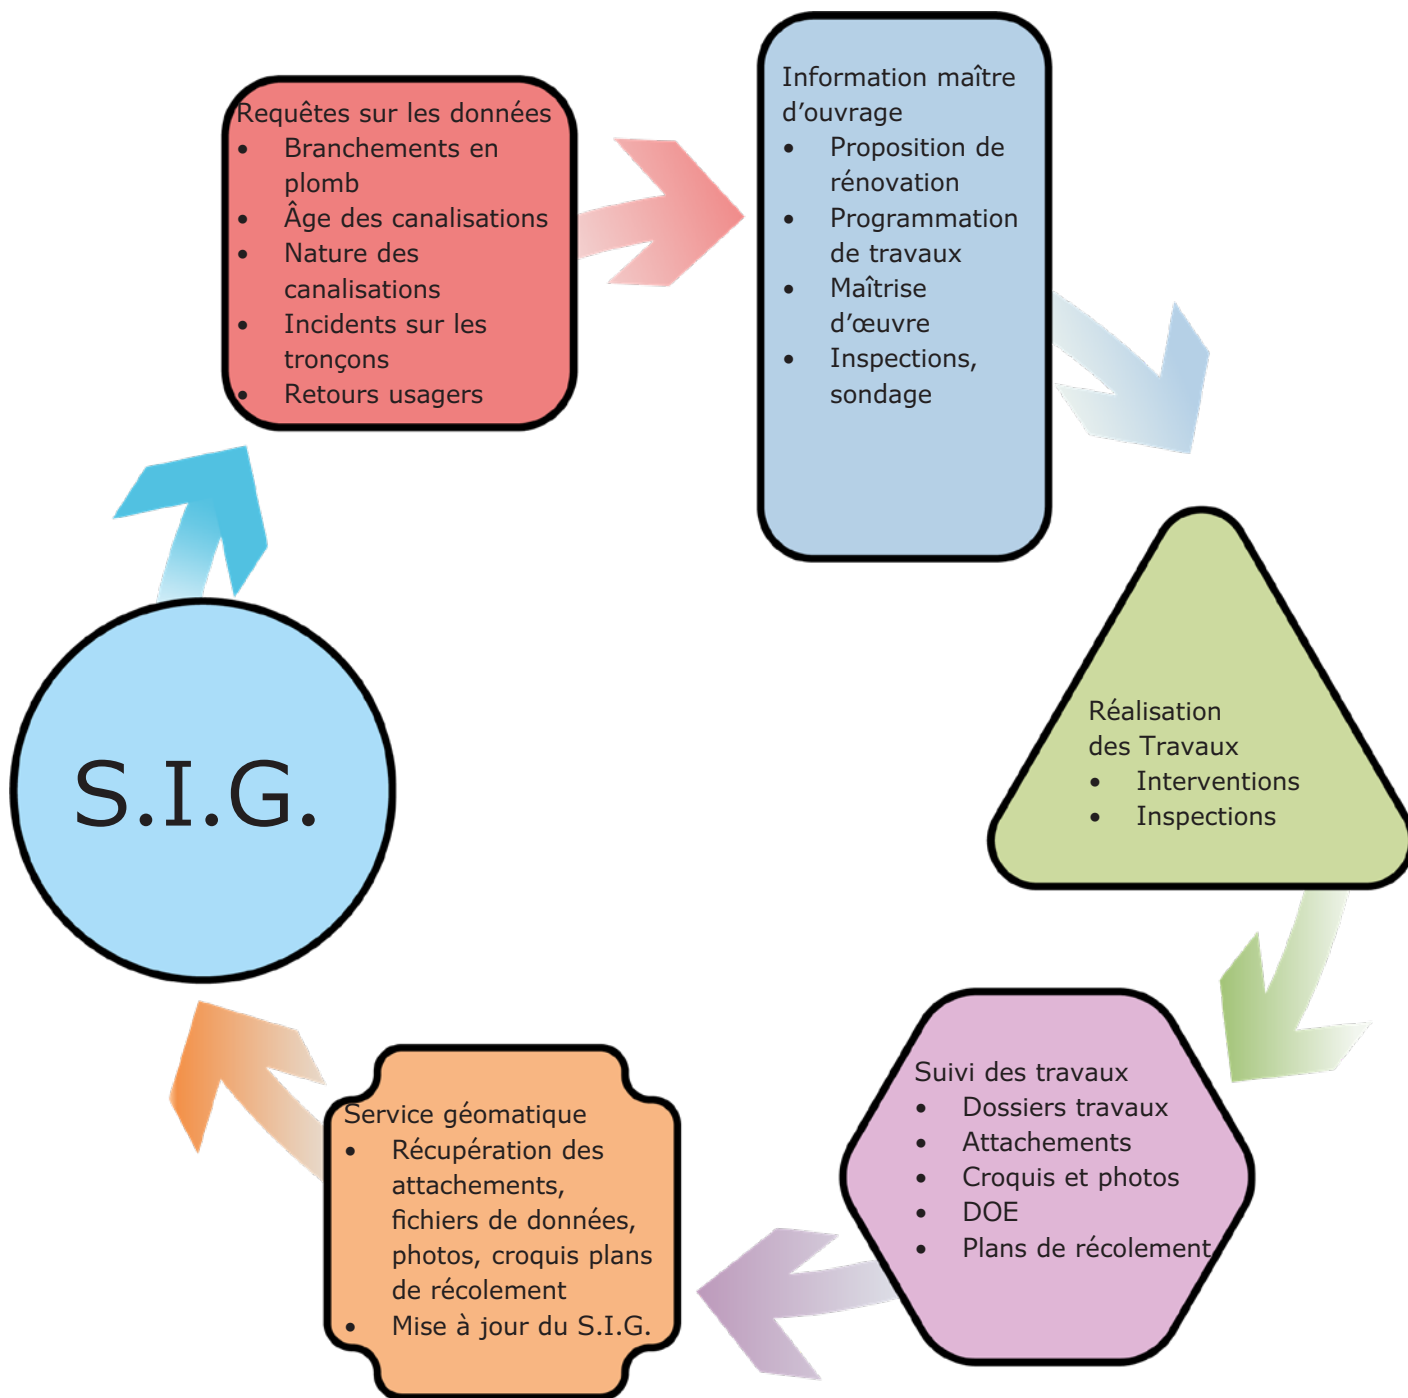 Requêtes sur les données
• Branchements en
plomb
• Âge des canalisations
• Nature des
canalisations
• Incidents sur les
tronçons
• Retours usagers
Information maître
d’ouvrage
• Proposition de
rénovation
• Programmation
de travaux
• Maîtrise
d’œuvre
• Inspections,
sondage
Réalisation
des Travaux
• Interventions
• Inspections
Suivi des travaux
• Dossiers travaux
• Attachements
• Croquis et photos
• DOE
• Plans de récolement
Service géomatique
• Récupération des
attachements,
fichiers de données,
photos, croquis plans
de récolement
• Mise à jour du S.I.G.
S.I.G.